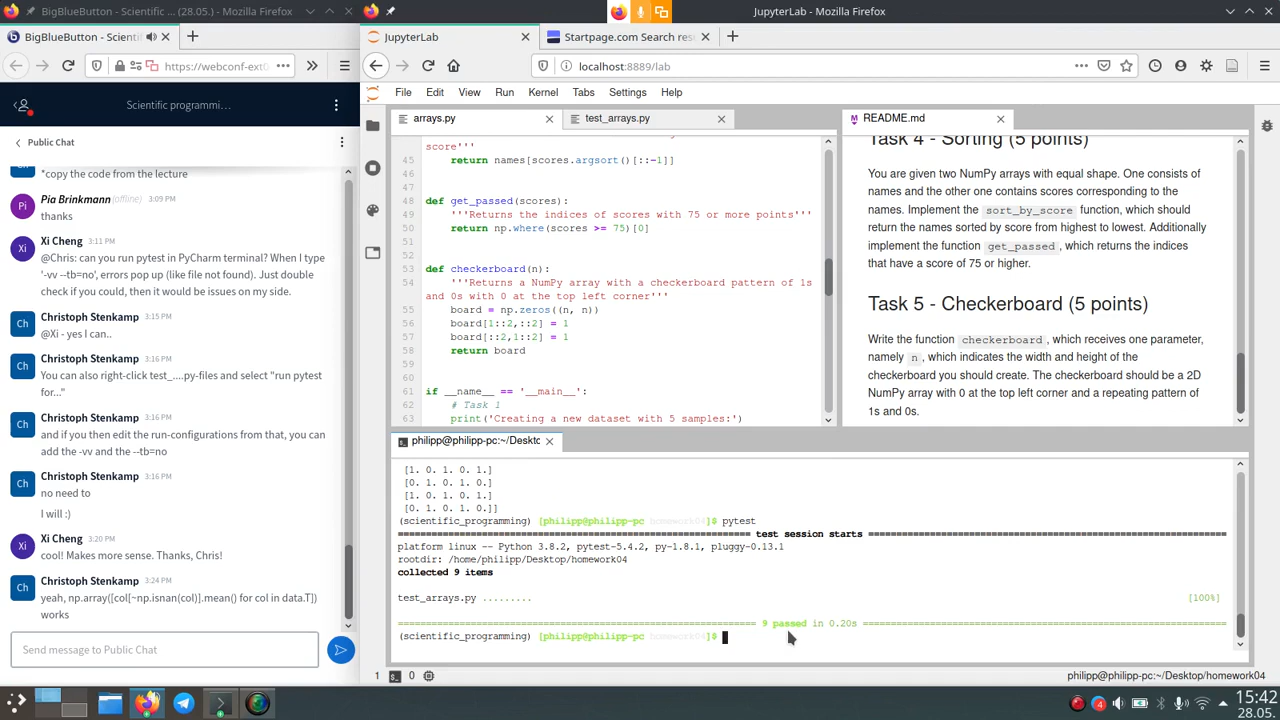 BigBlueButton - Scientific ... (28.05.) - Mozilla Firefox
JupyterLab - Mozilla Firefox
BigBlueButton - Scienti
JupyterLab
Startpage.com Search res
https://webconf-ext0
localhost:8889/lab
Scientific programmi...
File Edit View Run Kernel Tabs Settings Help
Public Chat
*copy the code from the lecture
Pi
Pia Brinkmann (offline) 3:09 PM
thanks
Xi
Xi Cheng 3:11 PM
@Chris: can you run pytest in PyCharm terminal? When I type
'-vv --tb=no', errors pop up (like file not found). Just double
check if you could, then it would be issues on my side.
Ch
Christoph Stenkamp 3:15 PM
@Xi - yes I can..
Ch
Christoph Stenkamp 3:16 PM
You can also right-click test_....py-files and select "run pytest
for..."
Ch
Christoph Stenkamp 3:16 PM
and if you then edit the run-configurations from that, you can
add the -vv and the --tb=no
Ch
Christoph Stenkamp 3:16 PM
no need to
I will :)
Xi
Xi Cheng 3:20 PM
cool! Makes more sense. Thanks, Chris!
Ch
Christoph Stenkamp 3:24 PM
yeah, np.array([col[~np.isnan(col)].mean() for col in data.T])
works
Send message to Public Chat
arrays.py
test_arrays.py
score'''
45 return names[scores.argsort()[::-1]]
46
47
48 def get_passed(scores):
49 '''Returns the indices of scores with 75 or more points'''
50 return np.where(scores >= 75)[0]
51
52
53 def checkerboard(n):
54 '''Returns a NumPy array with a checkerboard pattern of 1s
and 0s with 0 at the top left corner'''
55 board = np.zeros((n, n))
56 board[1::2,::2] = 1
57 board[::2,1::2] = 1
58 return board
59
60
61 if __name__ == '__main__':
62 # Task 1
63 print('Creating a new dataset with 5 samples:')
README.md
Task 4 - Sorting (5 points)
You are given two NumPy arrays with equal shape. One consists of
names and the other one contains scores corresponding to the
names. Implement the sort_by_score function, which should
return the names sorted by score from highest to lowest. Additionally
implement the function get_passed, which returns the indices
that have a score of 75 or higher.
Task 5 - Checkerboard (5 points)
Write the function checkerboard, which receives one parameter,
namely n, which indicates the width and height of the
checkerboard you should create. The checkerboard should be a 2D
NumPy array with 0 at the top left corner and a repeating pattern of
1s and 0s.
philipp@philipp-pc:~/Deskto
[1. 0. 1. 0. 1.]
[0. 1. 0. 1. 0.]
[1. 0. 1. 0. 1.]
[0. 1. 0. 1. 0.]]
(scientific_programming) [philipp@philipp-pc homework04]$ pytest
test session starts
platform linux -- Python 3.8.2, pytest-5.4.2, py-1.8.1, pluggy-0.13.1
rootdir: /home/philipp/Desktop/homework04
collected 9 items
test_arrays.py ......... [100%]
9 passed in 0.20s
(scientific_programming) [philipp@philipp-pc homework04]$
1 0
philipp@philipp-pc:~/Desktop/homework04
4
15:42
28.05.